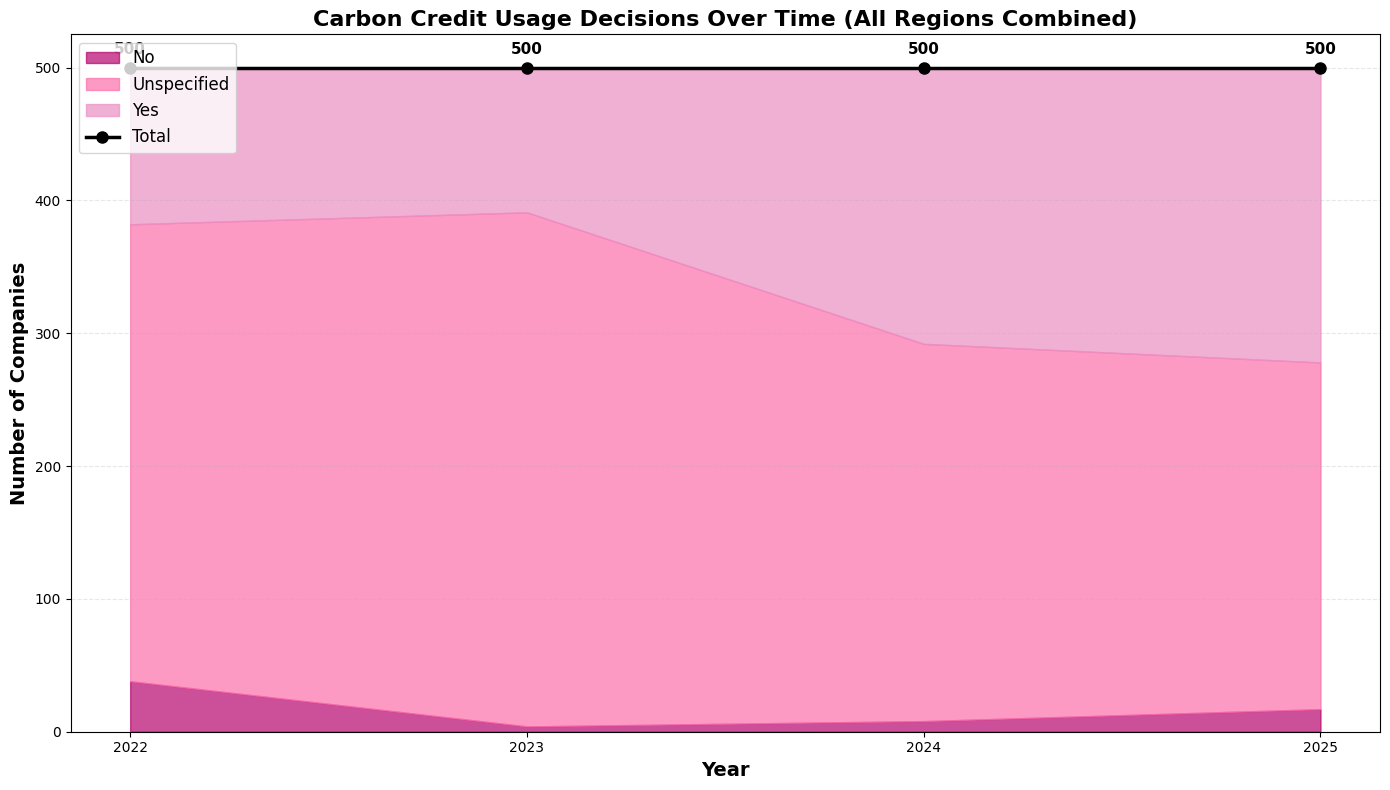 Carbon Credit Usage Decisions Over Time (All Regions Combined)
500 500 500 500
No
Unspecified
Yes
Total
Number of Companies
500
400
300
200
100
0
2022 2023 2024 2025
Year